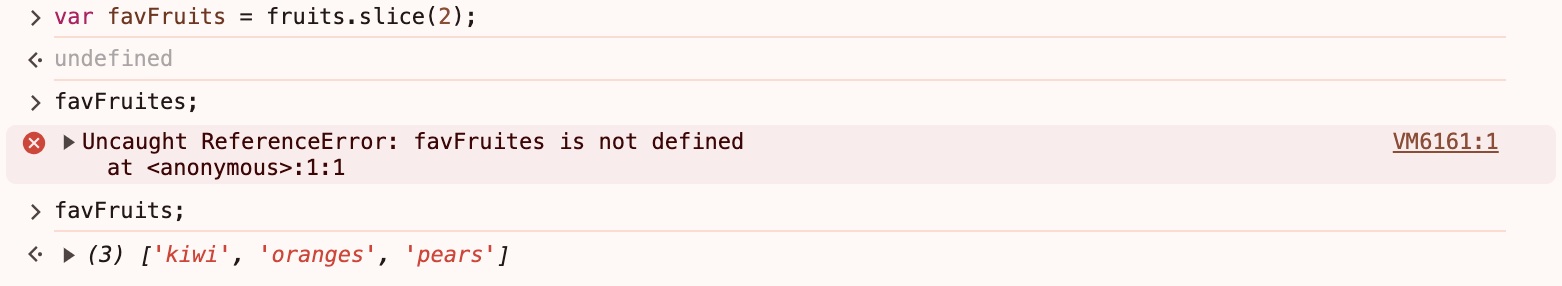 > var favFruits = fruits.slice(2);
undefined
> favFruites;
Uncaught ReferenceError: favFruites is not defined VM6161:1
at <anonymous>:1:1
> favFruits;
(3) ['kiwi', 'oranges', 'pears']